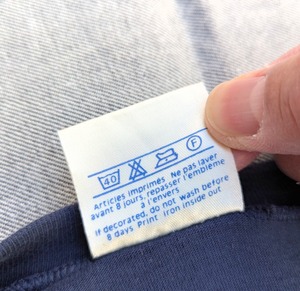 40 F
Articles imprimés Ne pas laver
avant 8 jours, repasser l'emblème
à l'envers
If decorated, do not wash before
8 days. Print iron inside out